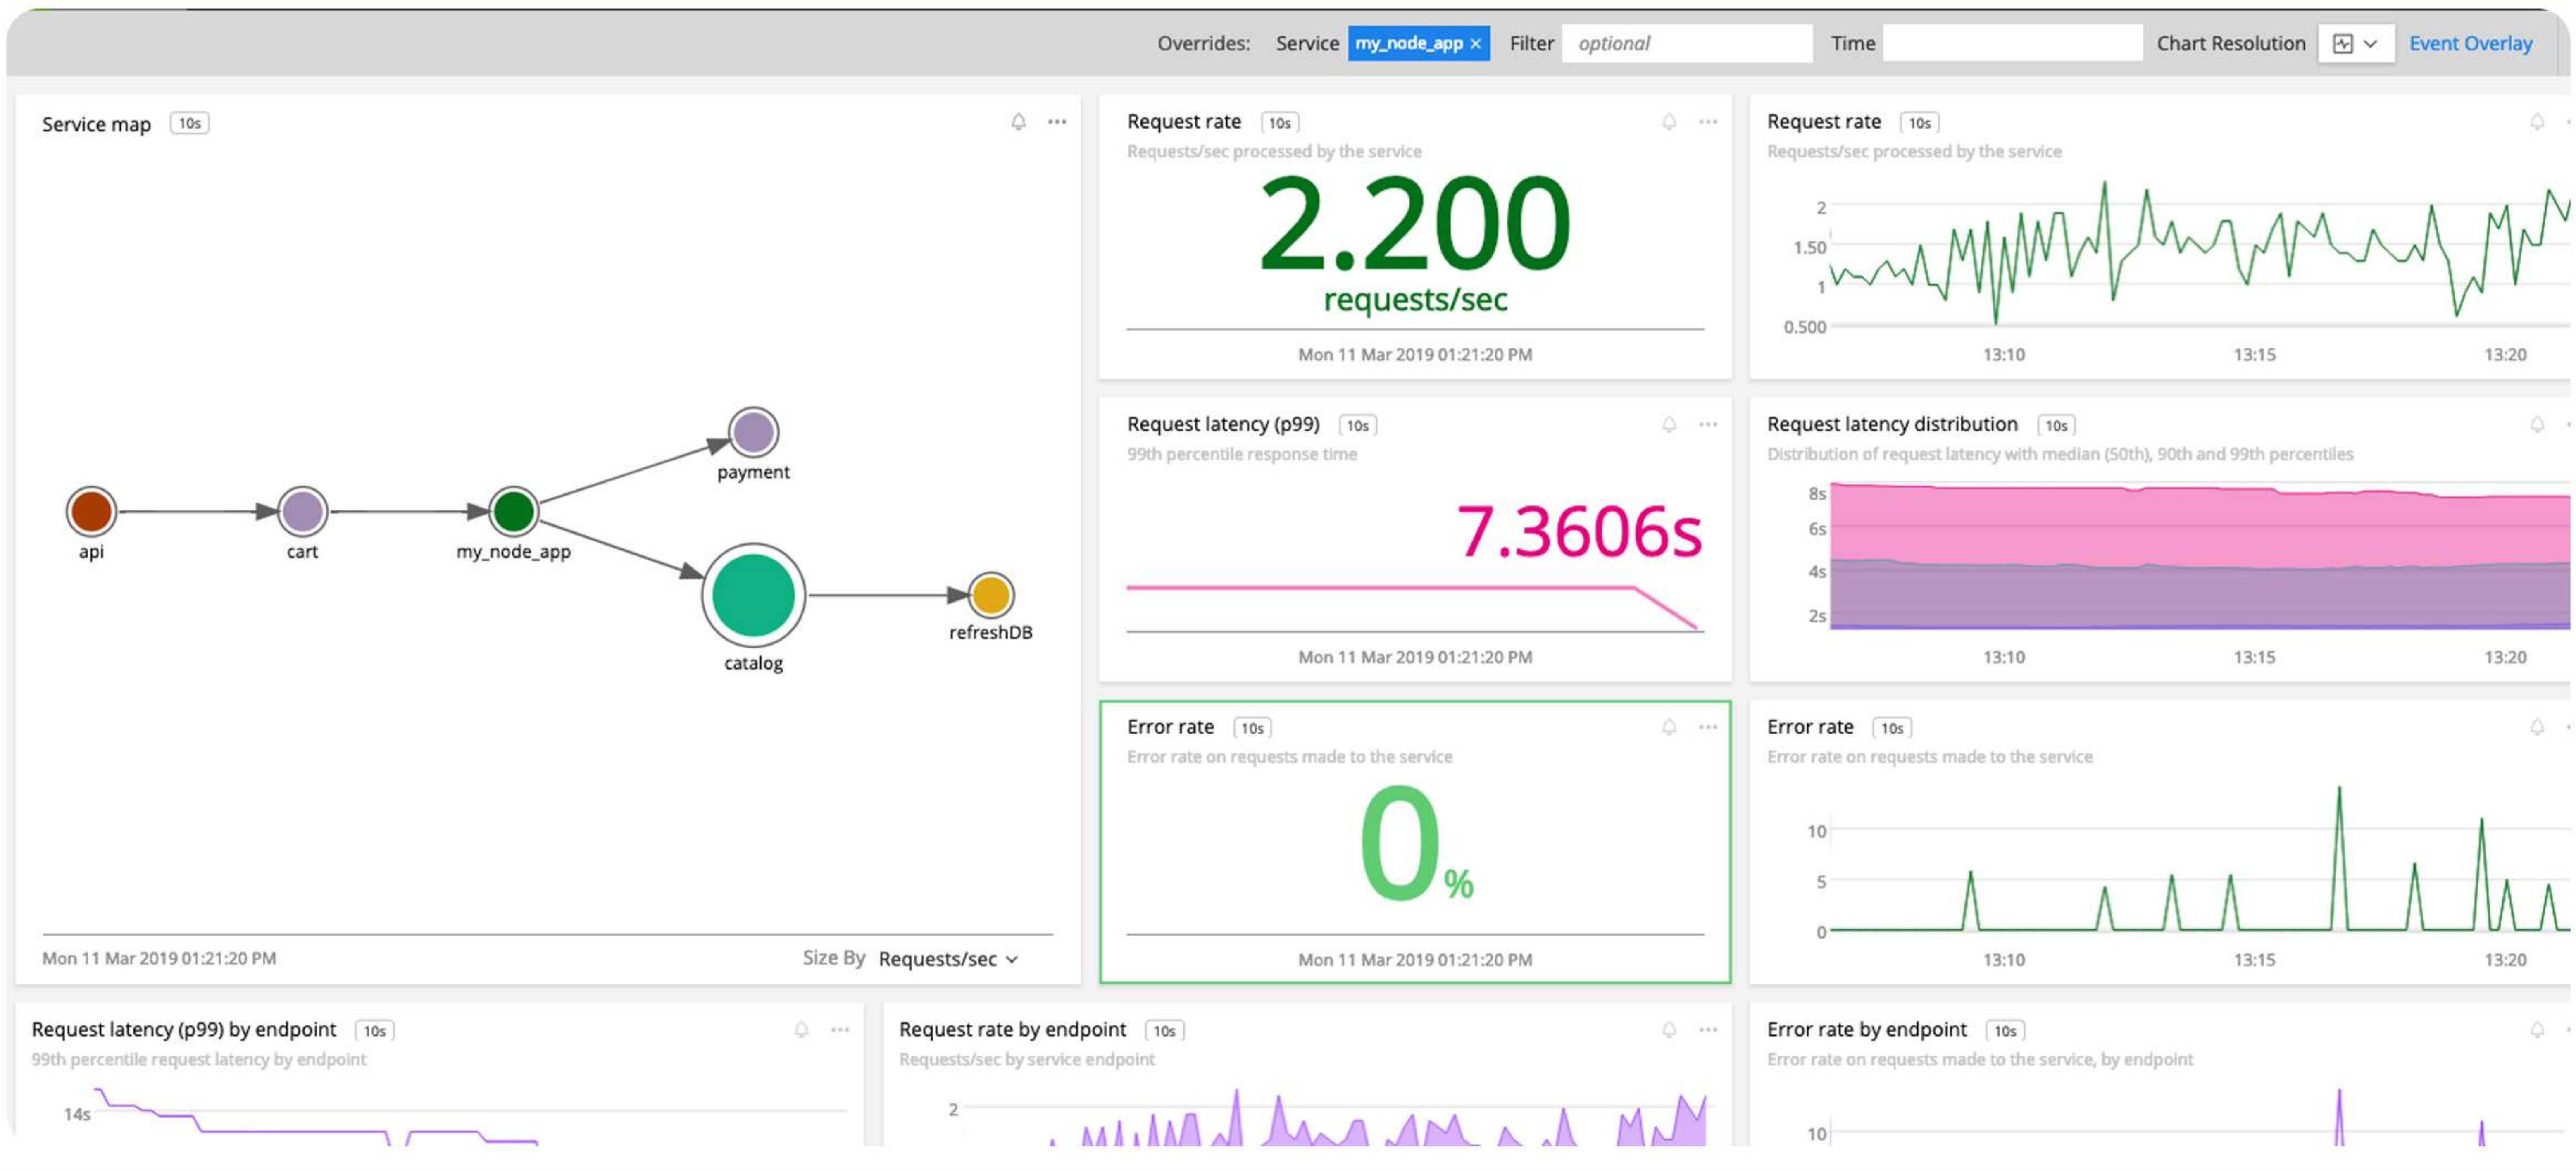 Overrides: Service my_node_app × Filter optional Time Chart Resolution Event Overlay
Service map 10s
api
cart
my_node_app
payment
catalog
refreshDB
Mon 11 Mar 2019 01:21:20 PM Size By Requests/sec
Request rate 10s
Requests/sec processed by the service
2.200
requests/sec
Mon 11 Mar 2019 01:21:20 PM
Request rate 10s
Requests/sec processed by the service
2
1.50
1
0.500
13:10 13:15 13:20
Request latency (p99) 10s
99th percentile response time
7.3606s
Mon 11 Mar 2019 01:21:20 PM
Request latency distribution 10s
Distribution of request latency with median (50th), 90th and 99th percentiles
8s
6s
4s
2s
13:10 13:15 13:20
Error rate 10s
Error rate on requests made to the service
0%
Mon 11 Mar 2019 01:21:20 PM
Error rate 10s
Error rate on requests made to the service
10
5
0
13:10 13:15 13:20
Request latency (p99) by endpoint 10s
99th percentile request latency by endpoint
14s
Request rate by endpoint 10s
Requests/sec by service endpoint
2
Error rate by endpoint 10s
Error rate on requests made to the service, by endpoint
10